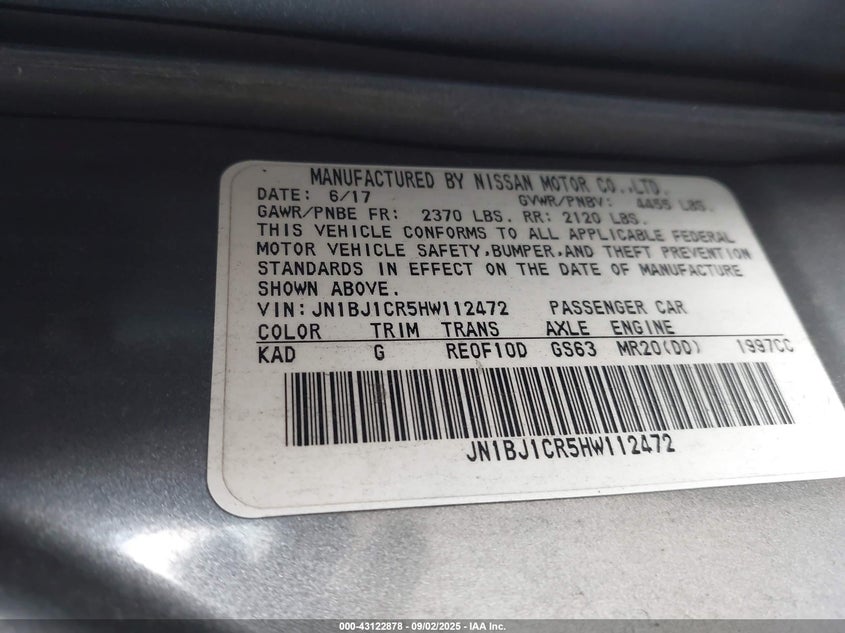 MANUFACTURED BY NISSAN MOTOR CO.,LTD.
DATE: 6/17 GVWR/PNBV: 4455 LBS.
GAWR/PNBE FR: 2370 LBS. RR: 2120 LBS.
THIS VEHICLE CONFORMS TO ALL APPLICABLE FEDERAL
MOTOR VEHICLE SAFETY,BUMPER,AND THEFT PREVENTION
STANDARDS IN EFFECT ON THE DATE OF MANUFACTURE
SHOWN ABOVE.
VIN:JN1BJ1CR5HW112472 PASSENGER CAR
COLOR TRIM TRANS AXLE ENGINE
KAD G RE0F10D GS63 MR20(DD) 1997CC
JN1BJ1CR5HW112472
000-43122878 - 09/02/2025 - IAA Inc.